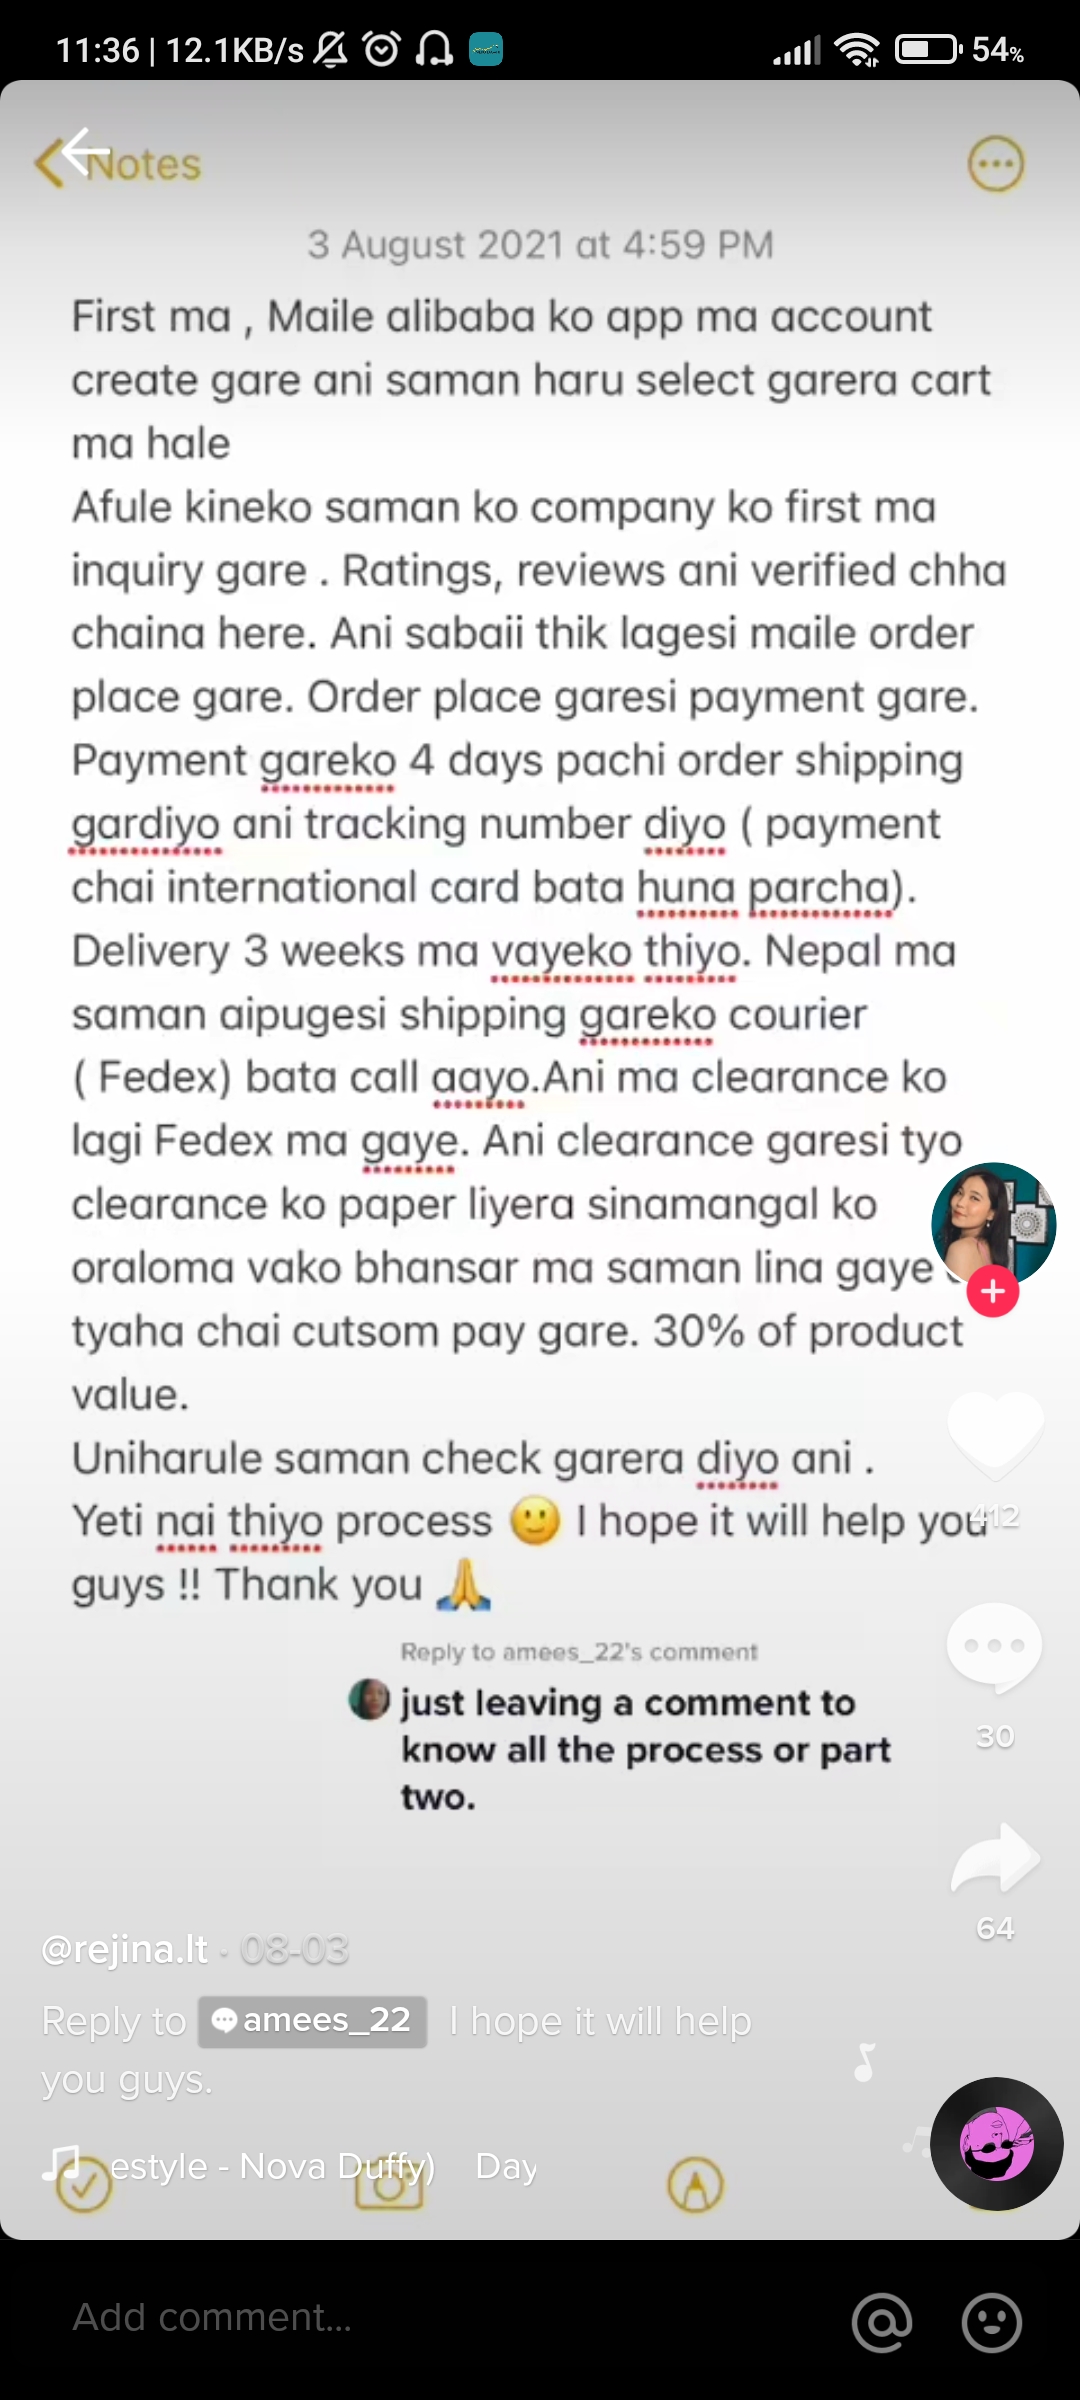 11:36 | 12.1KB/s
54%
Notes
3 August 2021 at 4:59 PM
First ma , Maile alibaba ko app ma account
create gare ani saman haru select garera cart
ma hale
Afule kineko saman ko company ko first ma
inquiry gare . Ratings, reviews ani verified chha
chaina here. Ani sabaii thik lagesi maile order
place gare. Order place garesi payment gare.
Payment gareko 4 days pachi order shipping
gardiyo ani tracking number diyo ( payment
chai international card bata huna parcha).
Delivery 3 weeks ma vayeko thiyo. Nepal ma
saman aipugesi shipping gareko courier
( Fedex) bata call aayo.Ani ma clearance ko
lagi Fedex ma gaye. Ani clearance garesi tyo
clearance ko paper liyera sinamangal ko
oraloma vako bhansar ma saman lina gaye
tyaha chai cutsom pay gare. 30% of product
value.
Uniharule saman check garera diyo ani .
Yeti nai thiyo process 🙂 I hope it will help you
guys !! Thank you 🙏
412
Reply to amees_22's comment
just leaving a comment to
know all the process or part
two.
30
64
@rejina.lt · 08-03
Reply to amees_22 I hope it will help
you guys.
estyle - Nova Duffy) Day
Add comment...